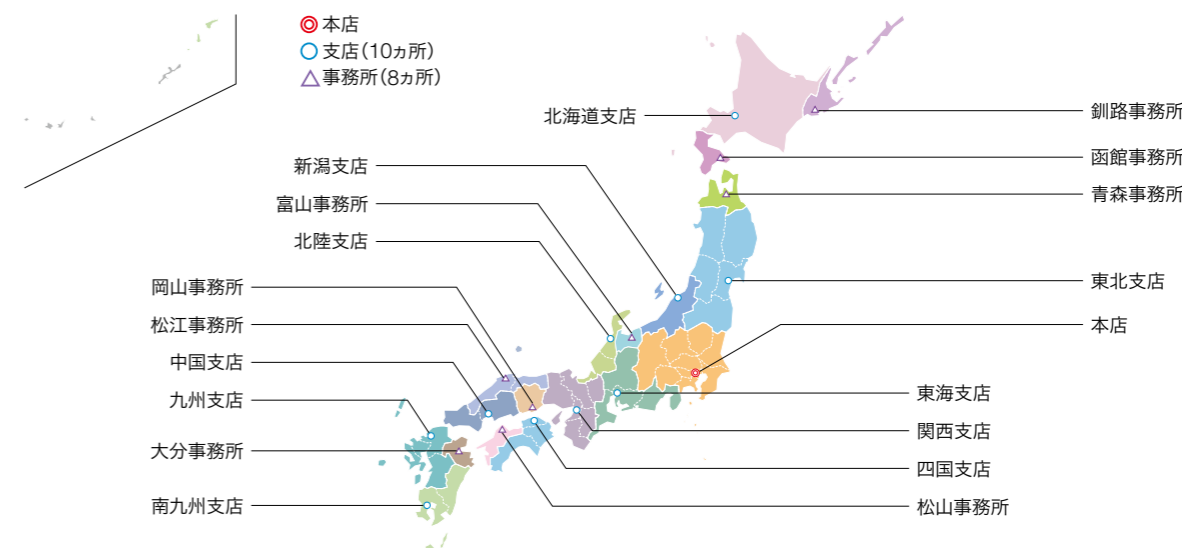 本店
支店(10ヵ所)
事務所(8ヵ所)
北海道支店
釧路事務所
函館事務所
新潟支店
青森事務所
富山事務所
北陸支店
東北支店
岡山事務所
松江事務所
本店
中国支店
九州支店
東海支店
関西支店
大分事務所
四国支店
南九州支店
松山事務所